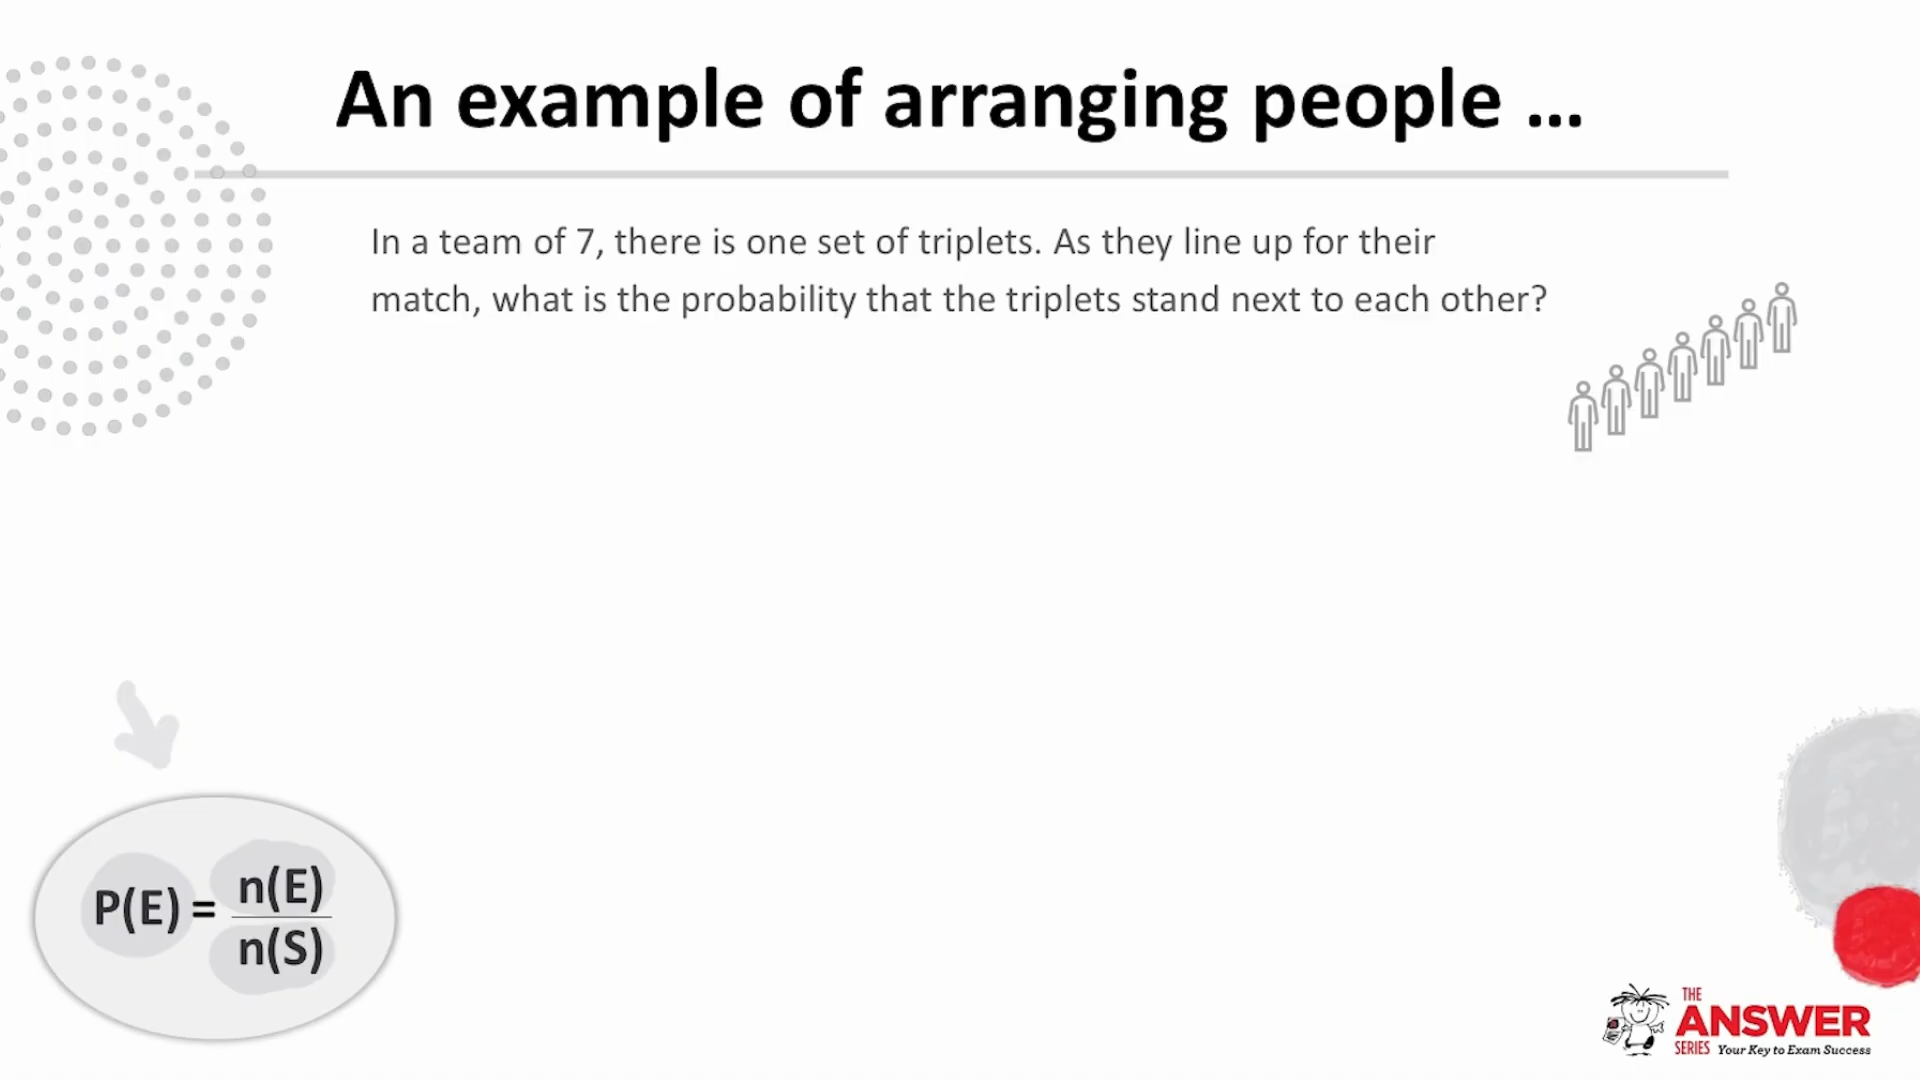 An example of arranging people ...
In a team of 7, there is one set of triplets. As they line up for their
match, what is the probability that the triplets stand next to each other?
P(E) = n(E)
n(S)
THE
ANSWER
SERIES Your Key to Exam Success